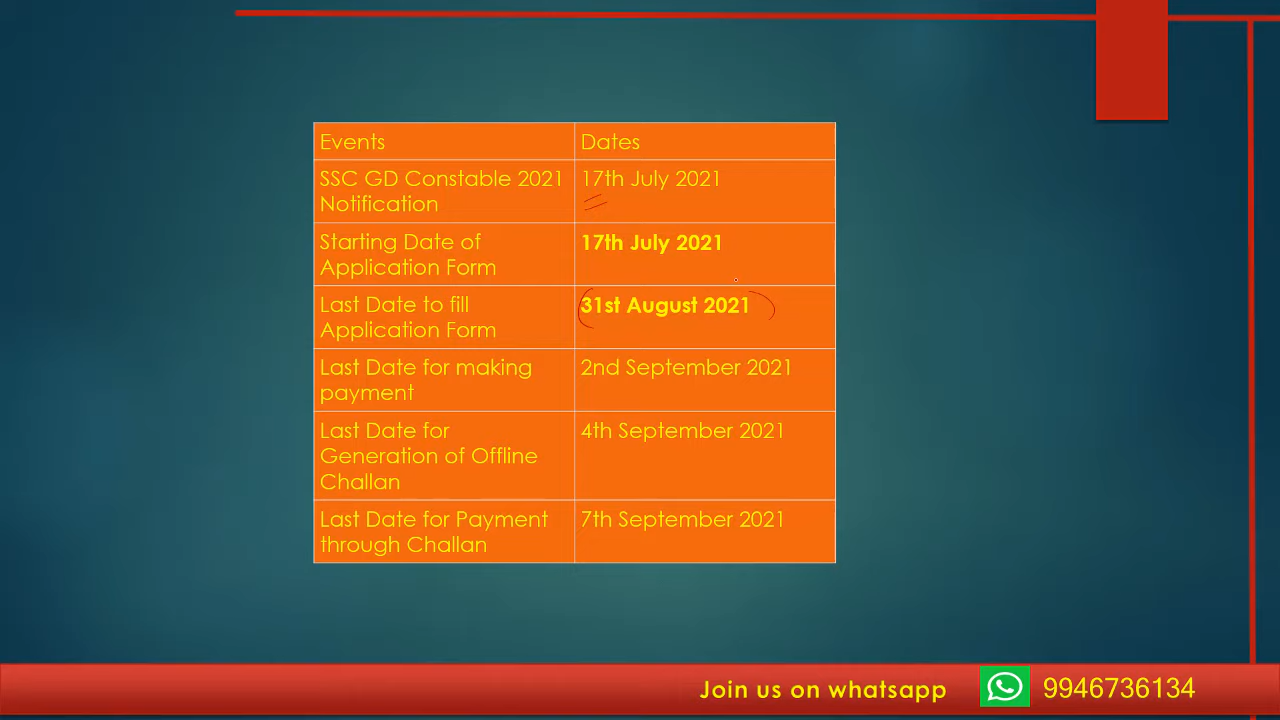 Events
Dates
SSC GD Constable 2021
Notification
17th July 2021
Starting Date of
Application Form
17th July 2021
Last Date to fill
Application Form
31st August 2021
Last Date for making
payment
2nd September 2021
Last Date for
Generation of Offline
Challan
4th September 2021
Last Date for Payment
through Challan
7th September 2021
Join us on whatsapp
9946736134